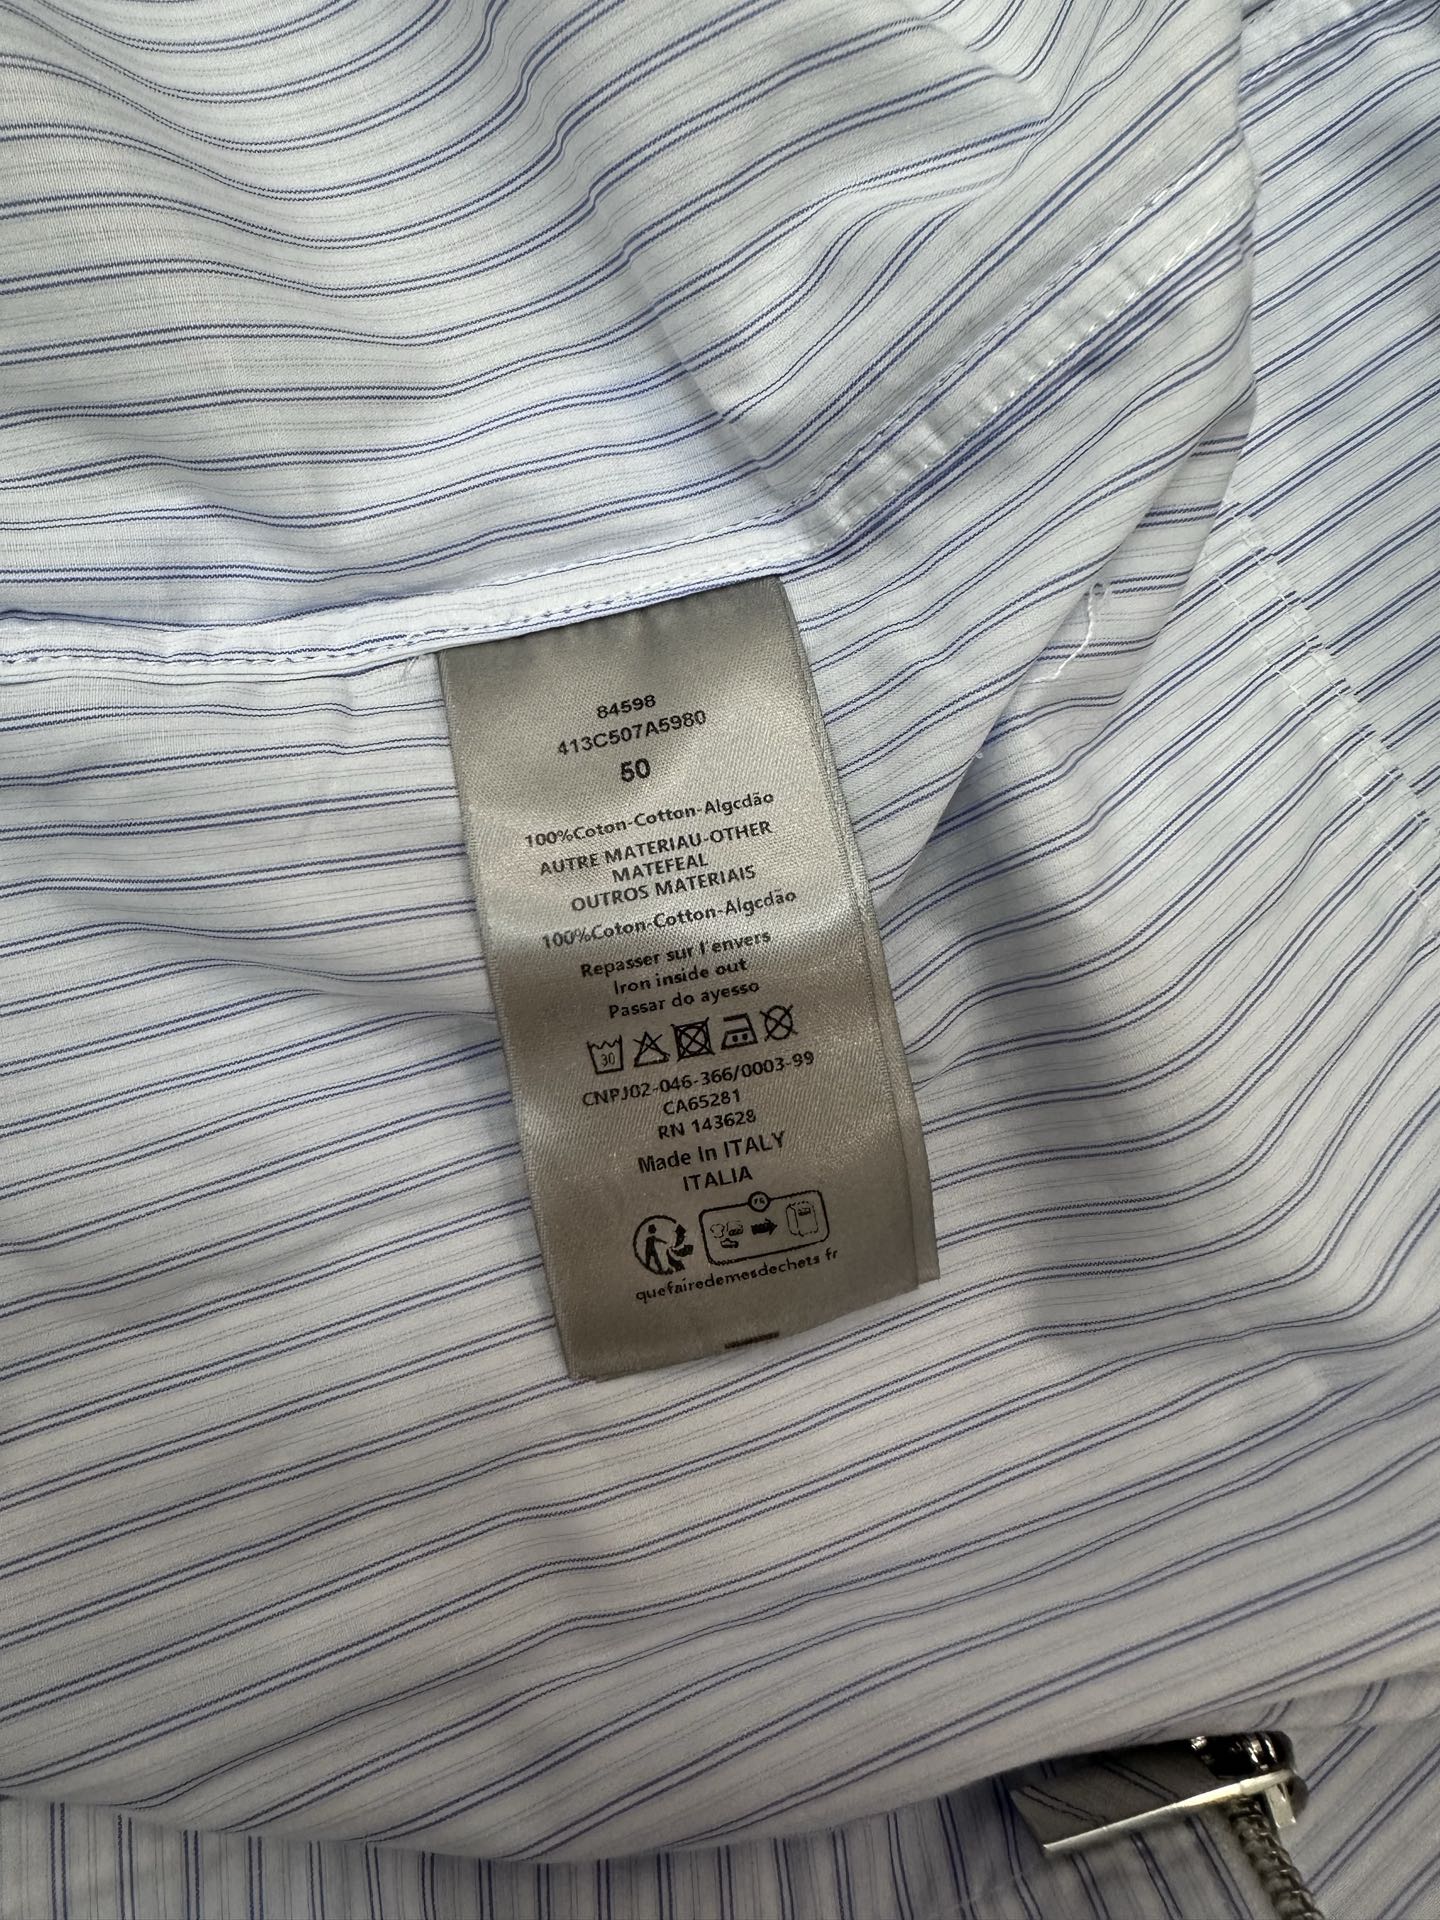 84598
413C507A5980
50
100%Coton-Cotton-Algcdão
AUTRE MATERIAU-OTHER
MATEFEAL
OUTROS MATERIAIS
100%Coton-Cotton-Algcdão
Repasser sur l'envers
Iron inside out
Passar do ayesso
30
CNPJ02-046-366/0003-99
CA65281
RN 143628
Made In ITALY
ITALIA
quefairedemesdechets fr